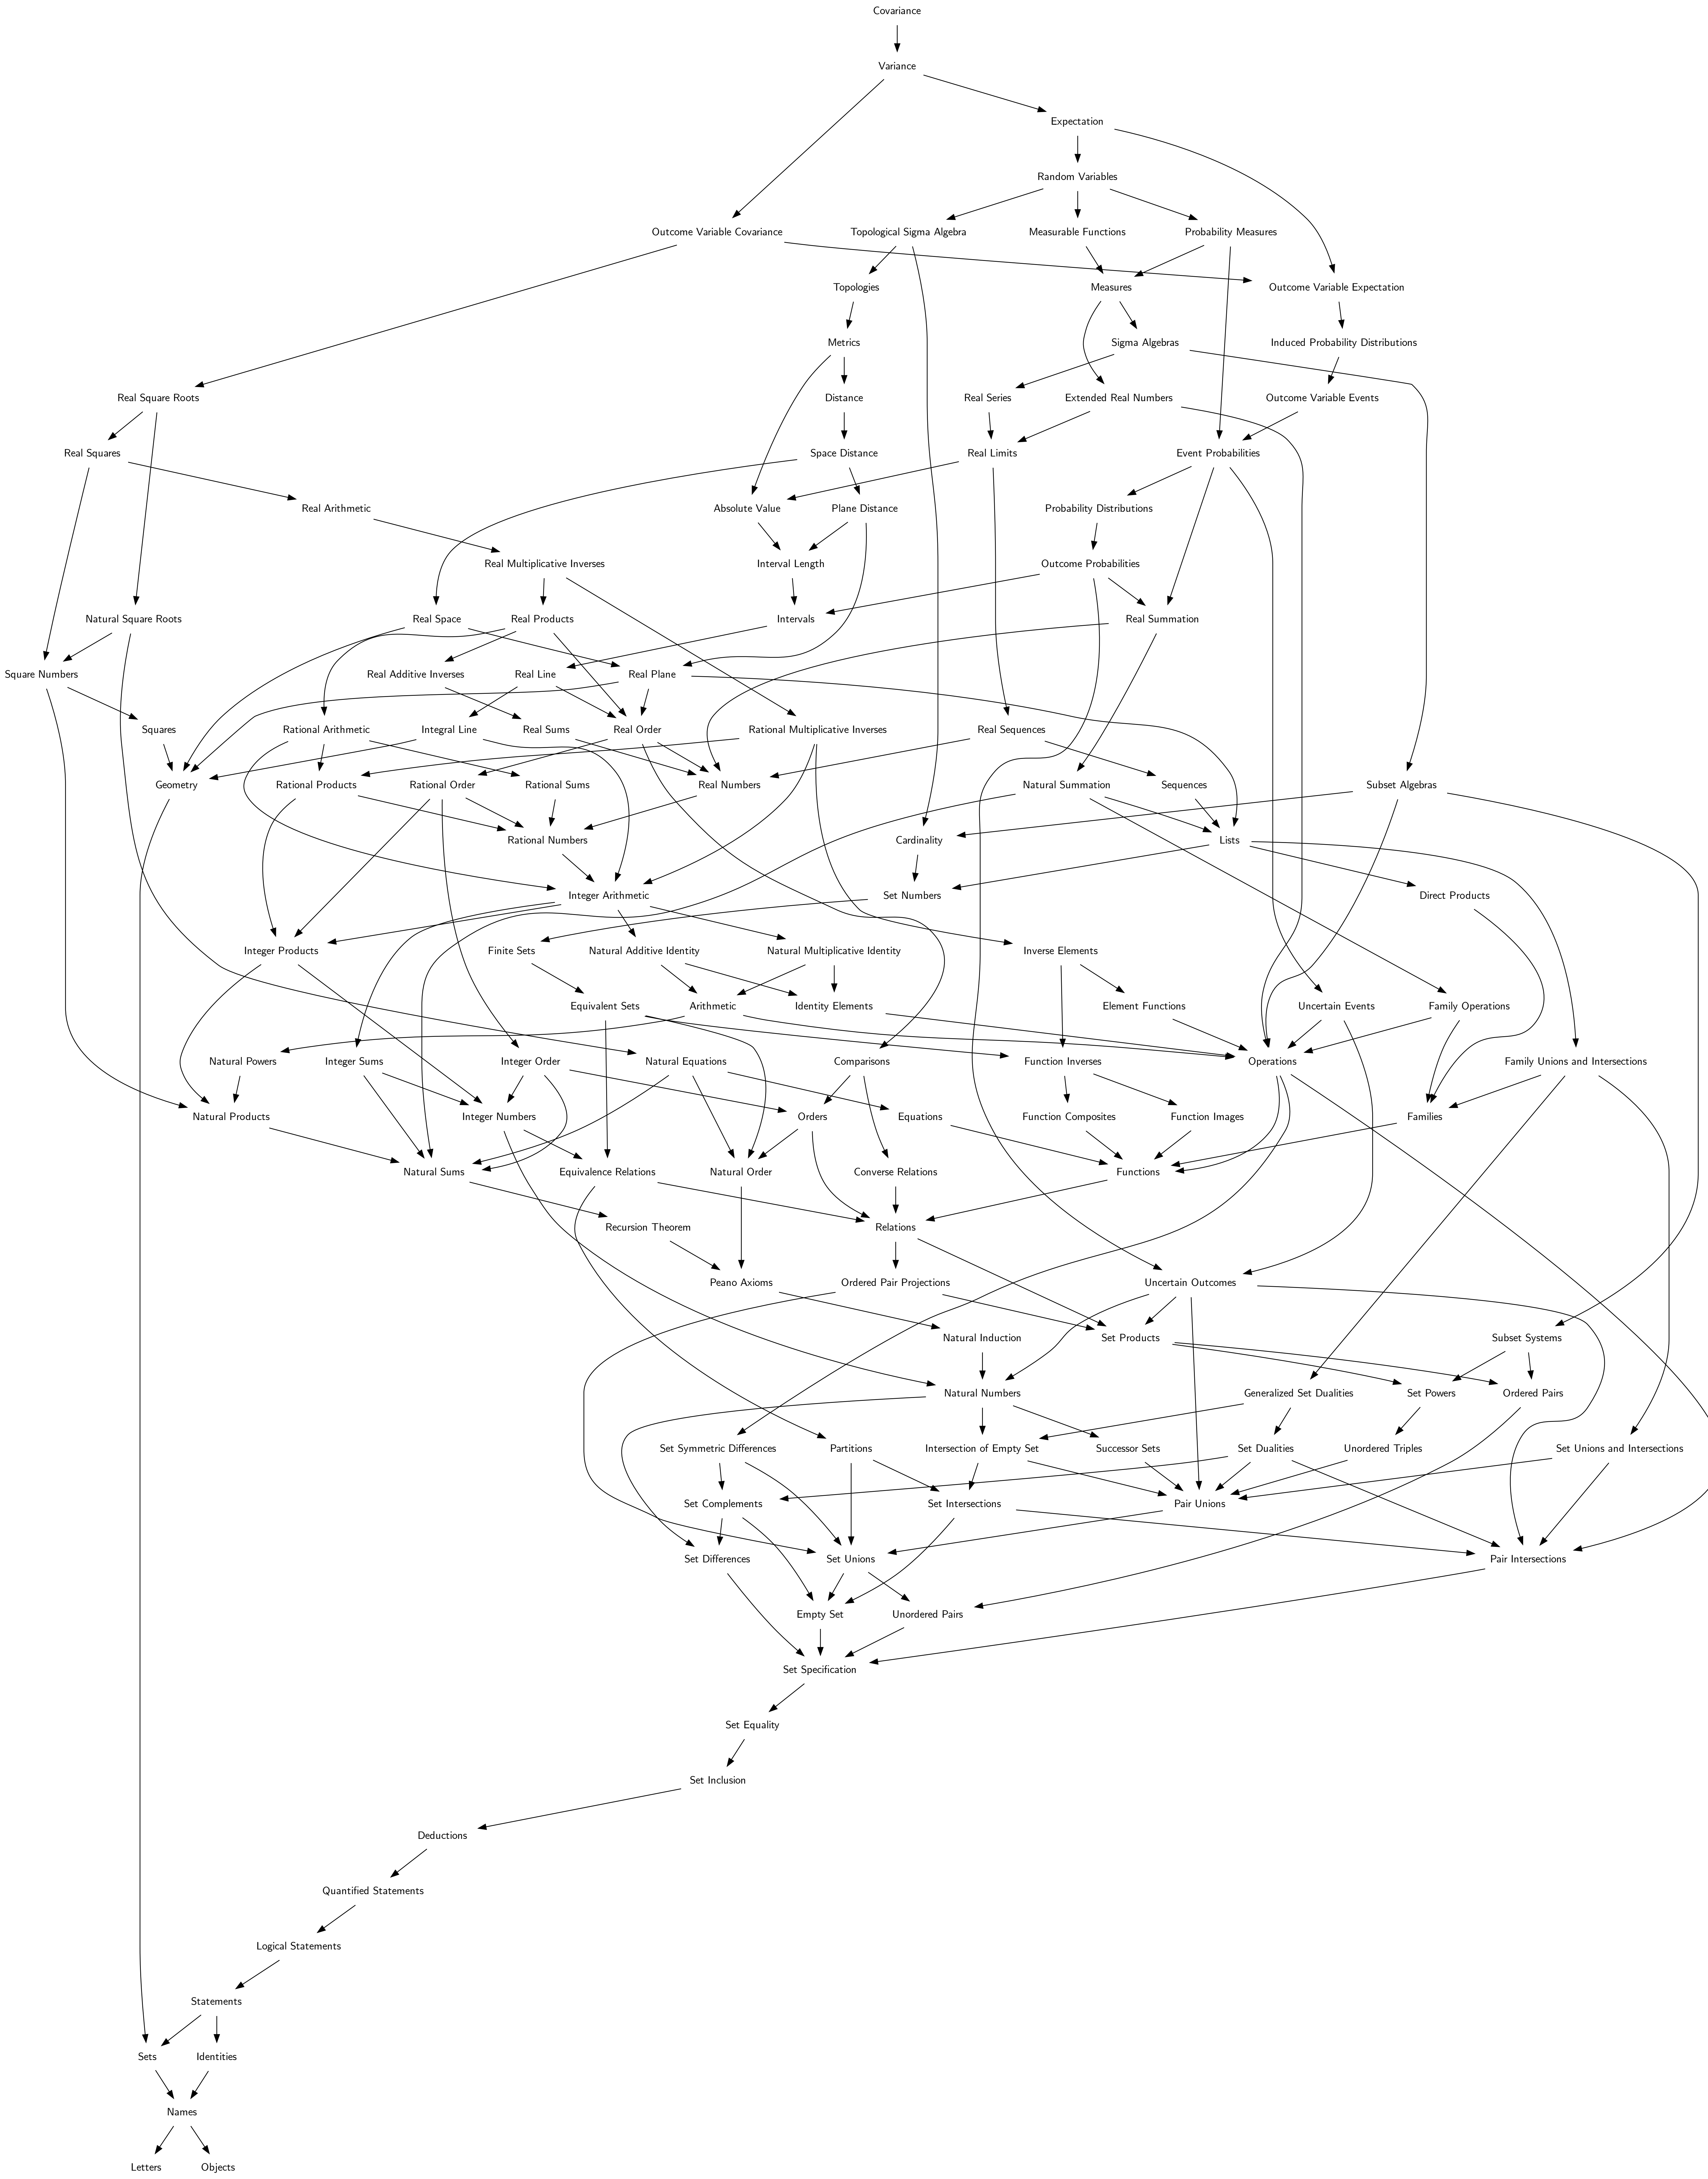 Covariance
Variance
Expectation
Random Variables
Outcome Variable Covariance
Topological Sigma Algebra
Measurable Functions
Probability Measures
Topologies
Measures
Outcome Variable Expectation
Metrics
Sigma Algebras
Induced Probability Distributions
Real Square Roots
Distance
Real Series
Extended Real Numbers
Outcome Variable Events
Real Squares
Space Distance
Real Limits
Event Probabilities
Real Arithmetic
Absolute Value
Plane Distance
Probability Distributions
Real Multiplicative Inverses
Interval Length
Outcome Probabilities
Natural Square Roots
Real Space
Real Products
Intervals
Real Summation
Square Numbers
Real Additive Inverses
Real Line
Real Plane
Squares
Rational Arithmetic
Integral Line
Real Sums
Real Order
Rational Multiplicative Inverses
Real Sequences
Geometry
Rational Products
Rational Order
Rational Sums
Real Numbers
Natural Summation
Sequences
Subset Algebras
Rational Numbers
Cardinality
Lists
Integer Arithmetic
Set Numbers
Direct Products
Integer Products
Finite Sets
Natural Additive Identity
Natural Multiplicative Identity
Inverse Elements
Equivalent Sets
Arithmetic
Identity Elements
Element Functions
Uncertain Events
Family Operations
Natural Powers
Integer Sums
Integer Order
Natural Equations
Comparisons
Function Inverses
Operations
Family Unions and Intersections
Natural Products
Integer Numbers
Orders
Equations
Function Composites
Function Images
Families
Natural Sums
Equivalence Relations
Natural Order
Converse Relations
Functions
Recursion Theorem
Relations
Peano Axioms
Ordered Pair Projections
Uncertain Outcomes
Natural Induction
Set Products
Subset Systems
Natural Numbers
Generalized Set Dualities
Set Powers
Ordered Pairs
Set Symmetric Differences
Partitions
Intersection of Empty Set
Successor Sets
Set Dualities
Unordered Triples
Set Unions and Intersections
Set Complements
Set Intersections
Pair Unions
Set Differences
Set Unions
Pair Intersections
Empty Set
Unordered Pairs
Set Specification
Set Equality
Set Inclusion
Deductions
Quantified Statements
Logical Statements
Statements
Sets
Identities
Names
Letters
Objects